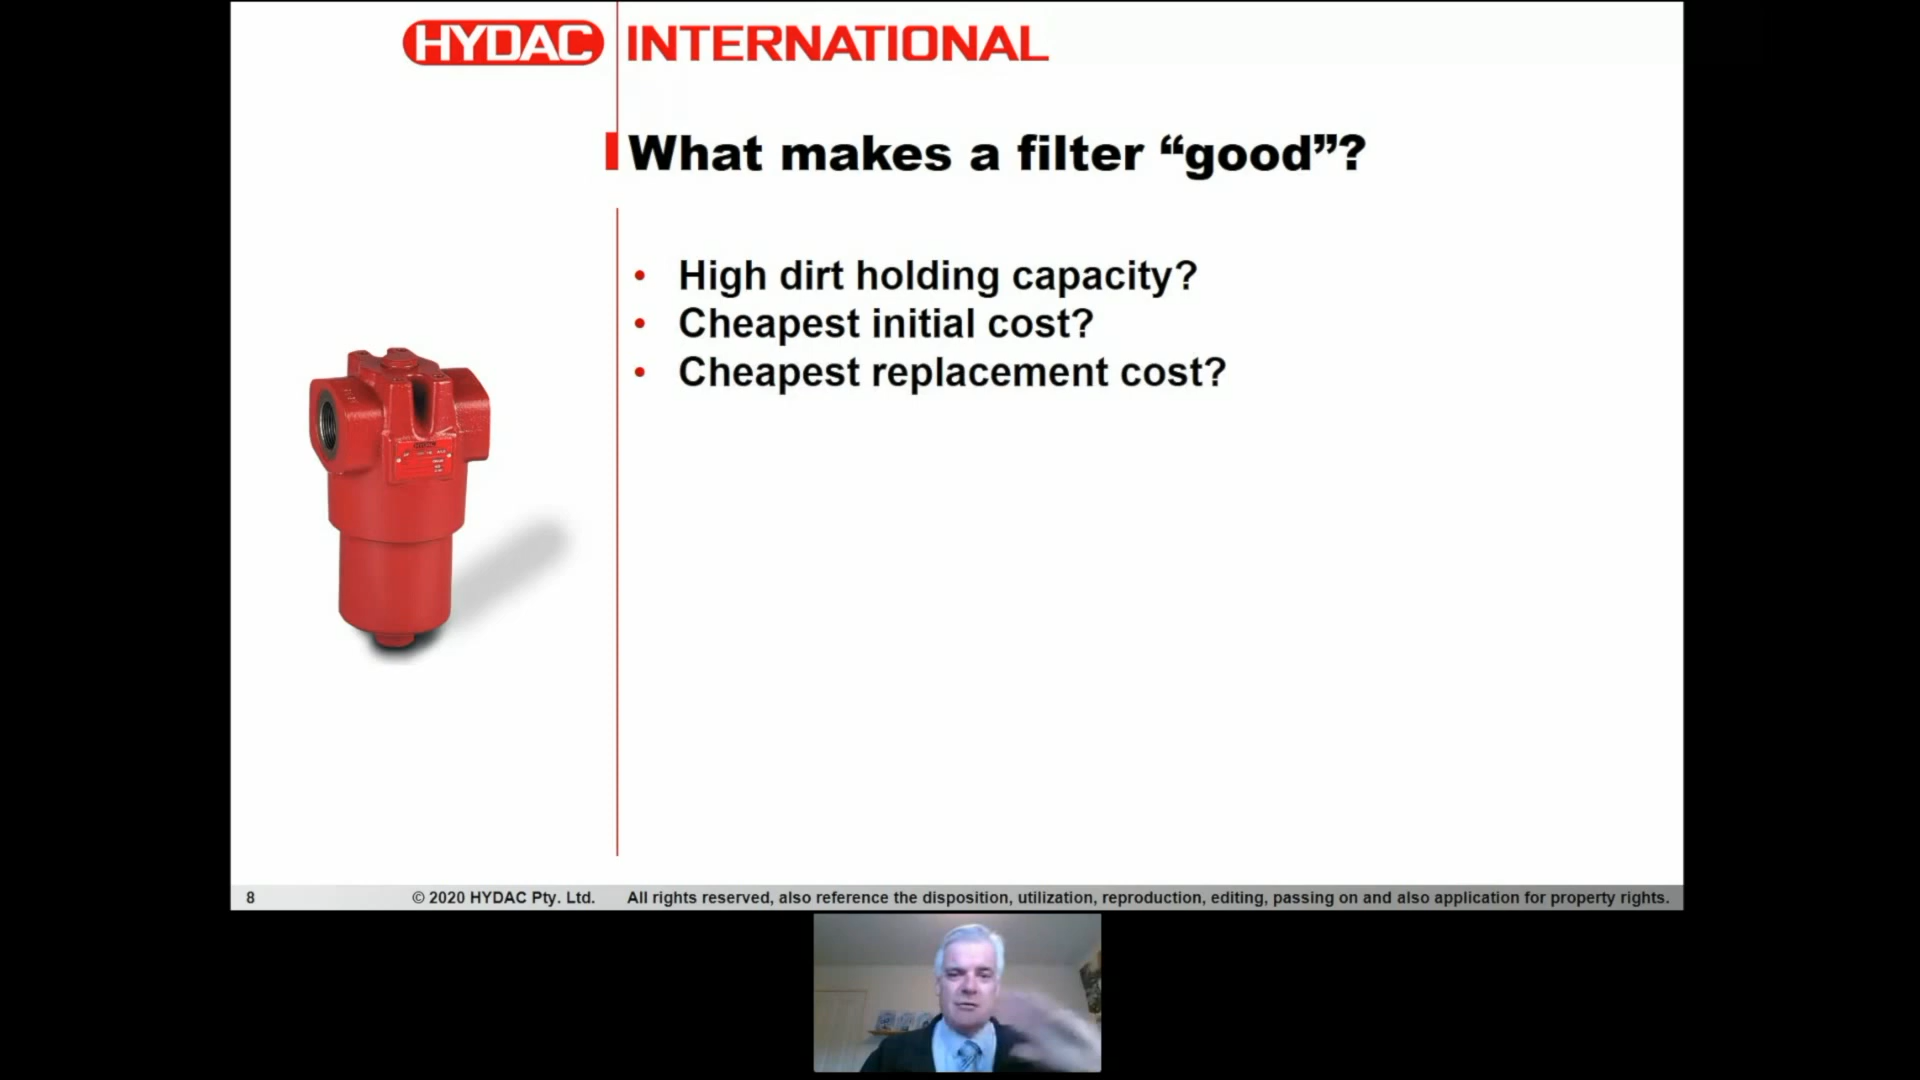 HYDAC INTERNATIONAL
What makes a filter “good”?
• High dirt holding capacity?
• Cheapest initial cost?
• Cheapest replacement cost?
8 © 2020 HYDAC Pty. Ltd. All rights reserved, also reference the disposition, utilization, reproduction, editing, passing on and also application for property rights.